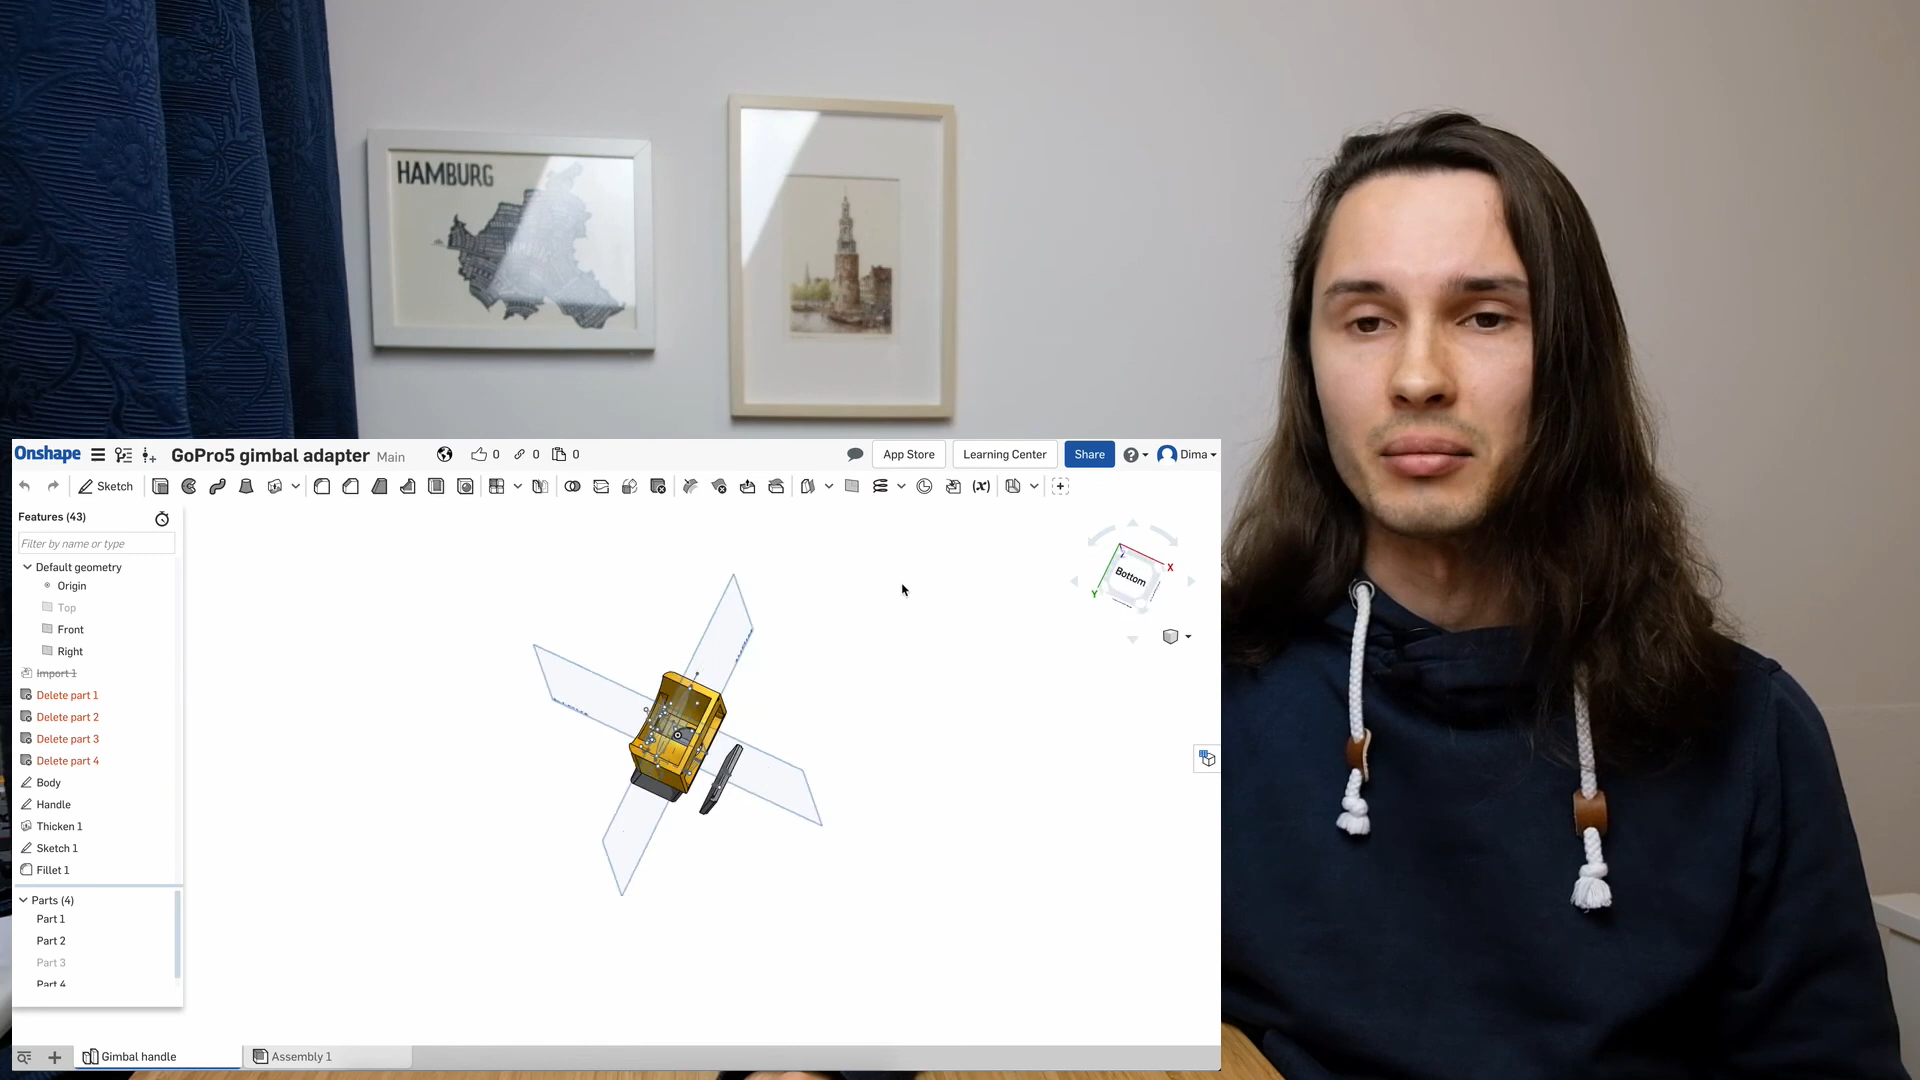 HAMBURG
Onshape
GoPro5 gimbal adapter Main
0 0 0
App Store
Learning Center
Share
Dima
Sketch
(x)
Features (43)
Filter by name or type
Default geometry
Origin
Top
Front
Right
Import 1
Delete part 1
Delete part 2
Delete part 3
Delete part 4
Body
Handle
Thicken 1
Sketch 1
Fillet 1
Parts (4)
Part 1
Part 2
Part 3
Part 4
Bottom
X
Y
Z
Gimbal handle
Assembly 1